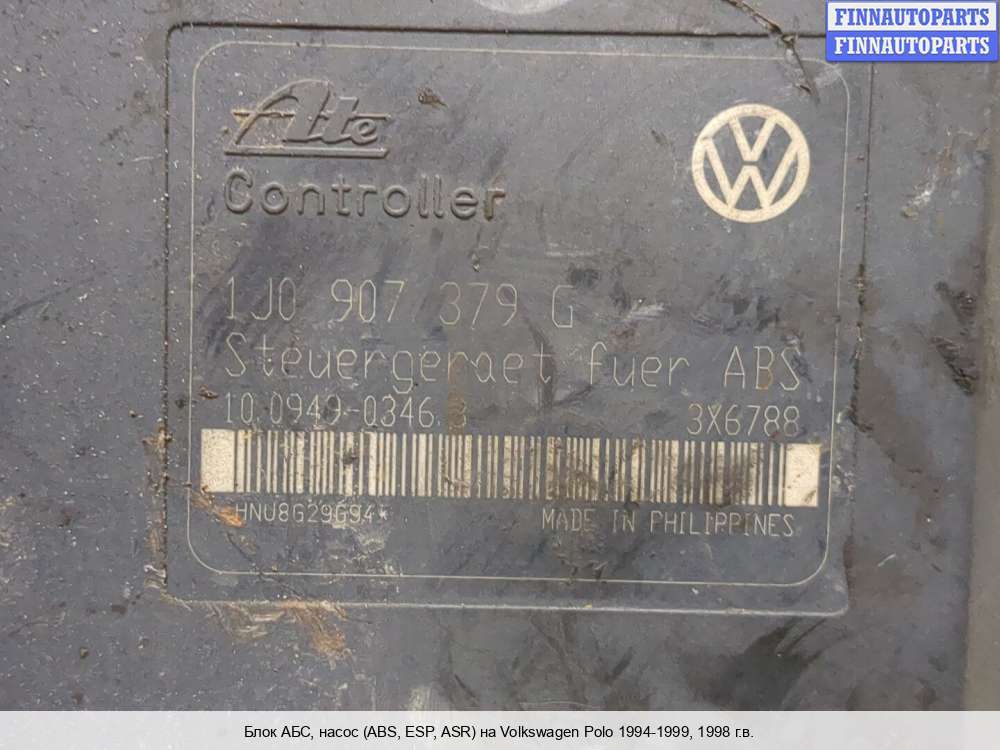 FINNAUTOPARTS
FINNAUTOPARTS
Ate
Controller
1J0 907 379 G
Steuergeraet fuer ABS
10.0949-0346.3 3X6788
HNU8G29G94*
MADE IN PHILIPPINES
Блок АБС, насос (ABS, ESP, ASR) на Volkswagen Polo 1994-1999, 1998 г.в.